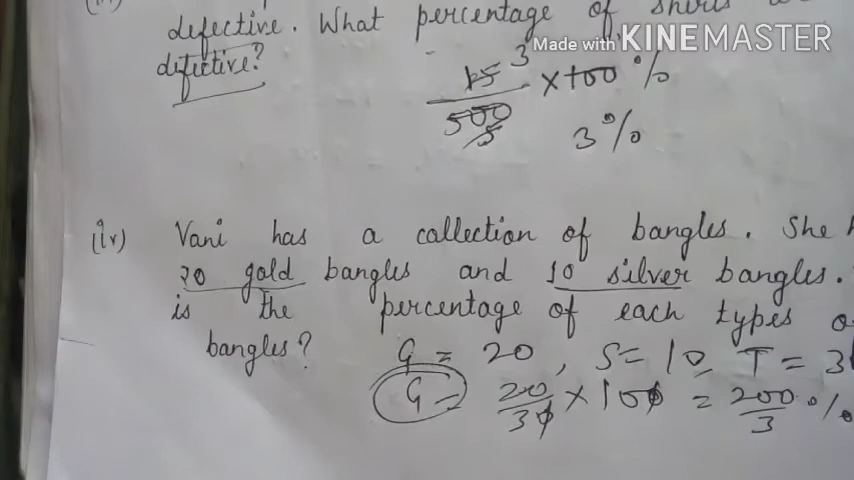 defective. What percentage of shirts
defective?
Made with KINEMASTER
15 3
500 5
× 100 %
3%
(iv) Vani has a collection of bangles. She
20 gold bangles and 10 silver bangles.
is the percentage of each types
bangles?
G = 20, S = 10, T = 3
G = 20/30 × 100 = 200/3 %